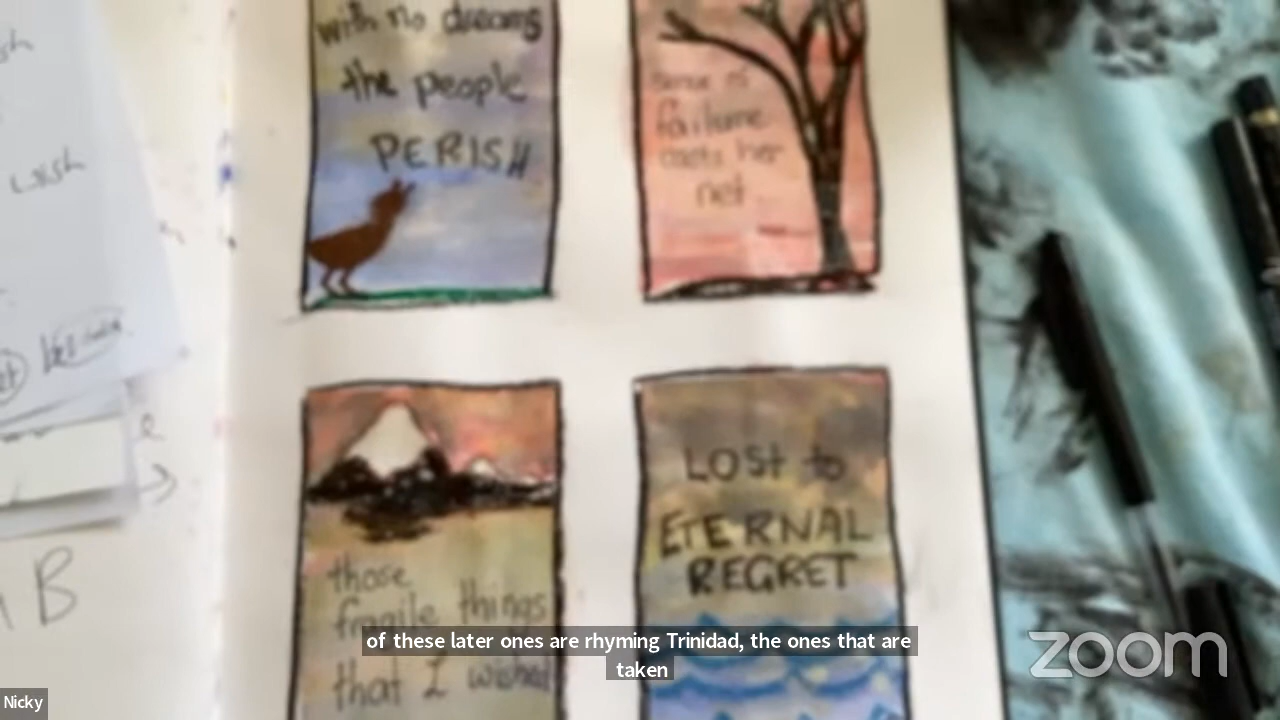 with no dreams
the people
PERISH
failure
casts her
net
those
fragile things
that I wished
LOST to
ETERNAL
REGRET
B
of these later ones are rhyming Trinidad, the ones that are
taken
zoom
Nicky